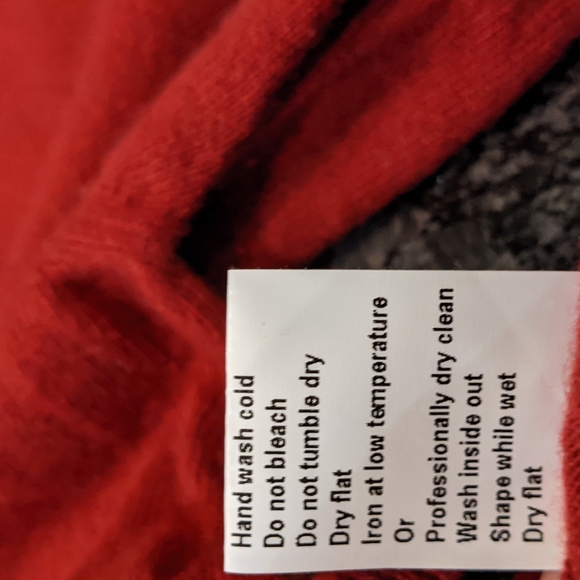 Hand wash cold
Do not bleach
Do not tumble dry
Dry flat
Iron at low temperature
Or
Professionally dry clean
Wash inside out
Shape while wet
Dry flat